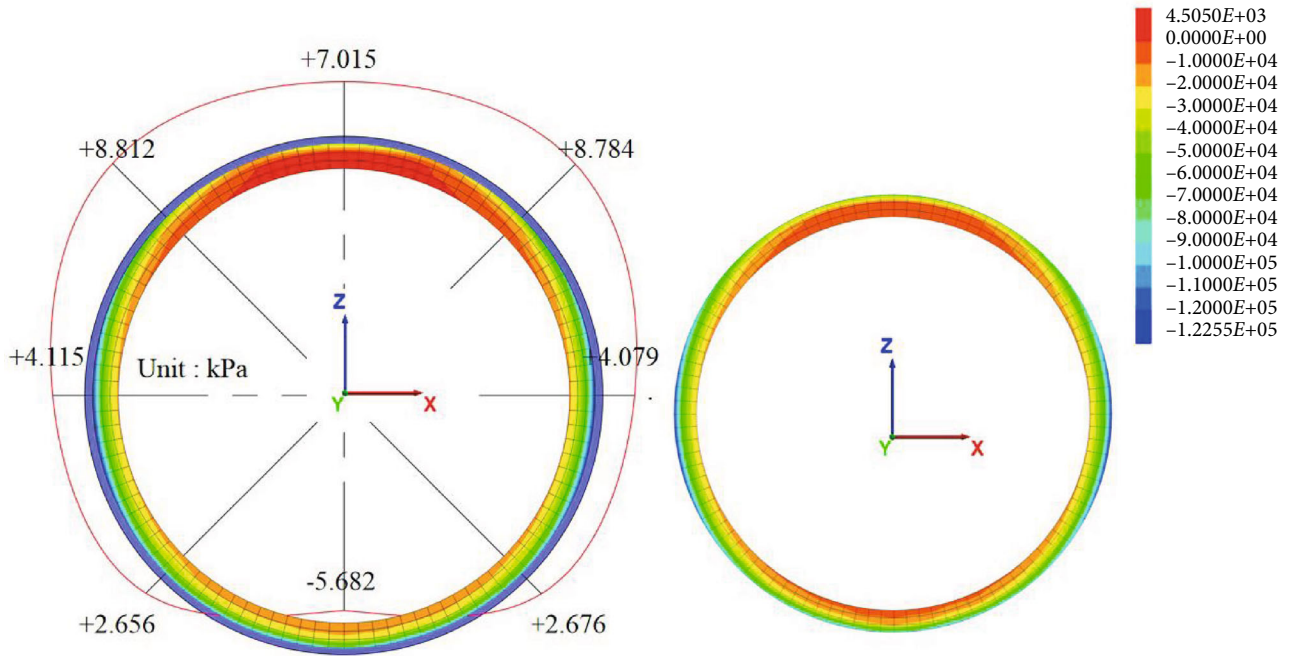 +7.015
+8.812
+8.784
+4.115
Unit : kPa
+4.079
Z
Y
X
-5.682
+2.656
+2.676
Z
Y
X
4.5050E+03
0.0000E+00
–1.0000E+04
–2.0000E+04
–3.0000E+04
–4.0000E+04
–5.0000E+04
–6.0000E+04
–7.0000E+04
–8.0000E+04
–9.0000E+04
–1.0000E+05
–1.1000E+05
–1.2000E+05
–1.2255E+05